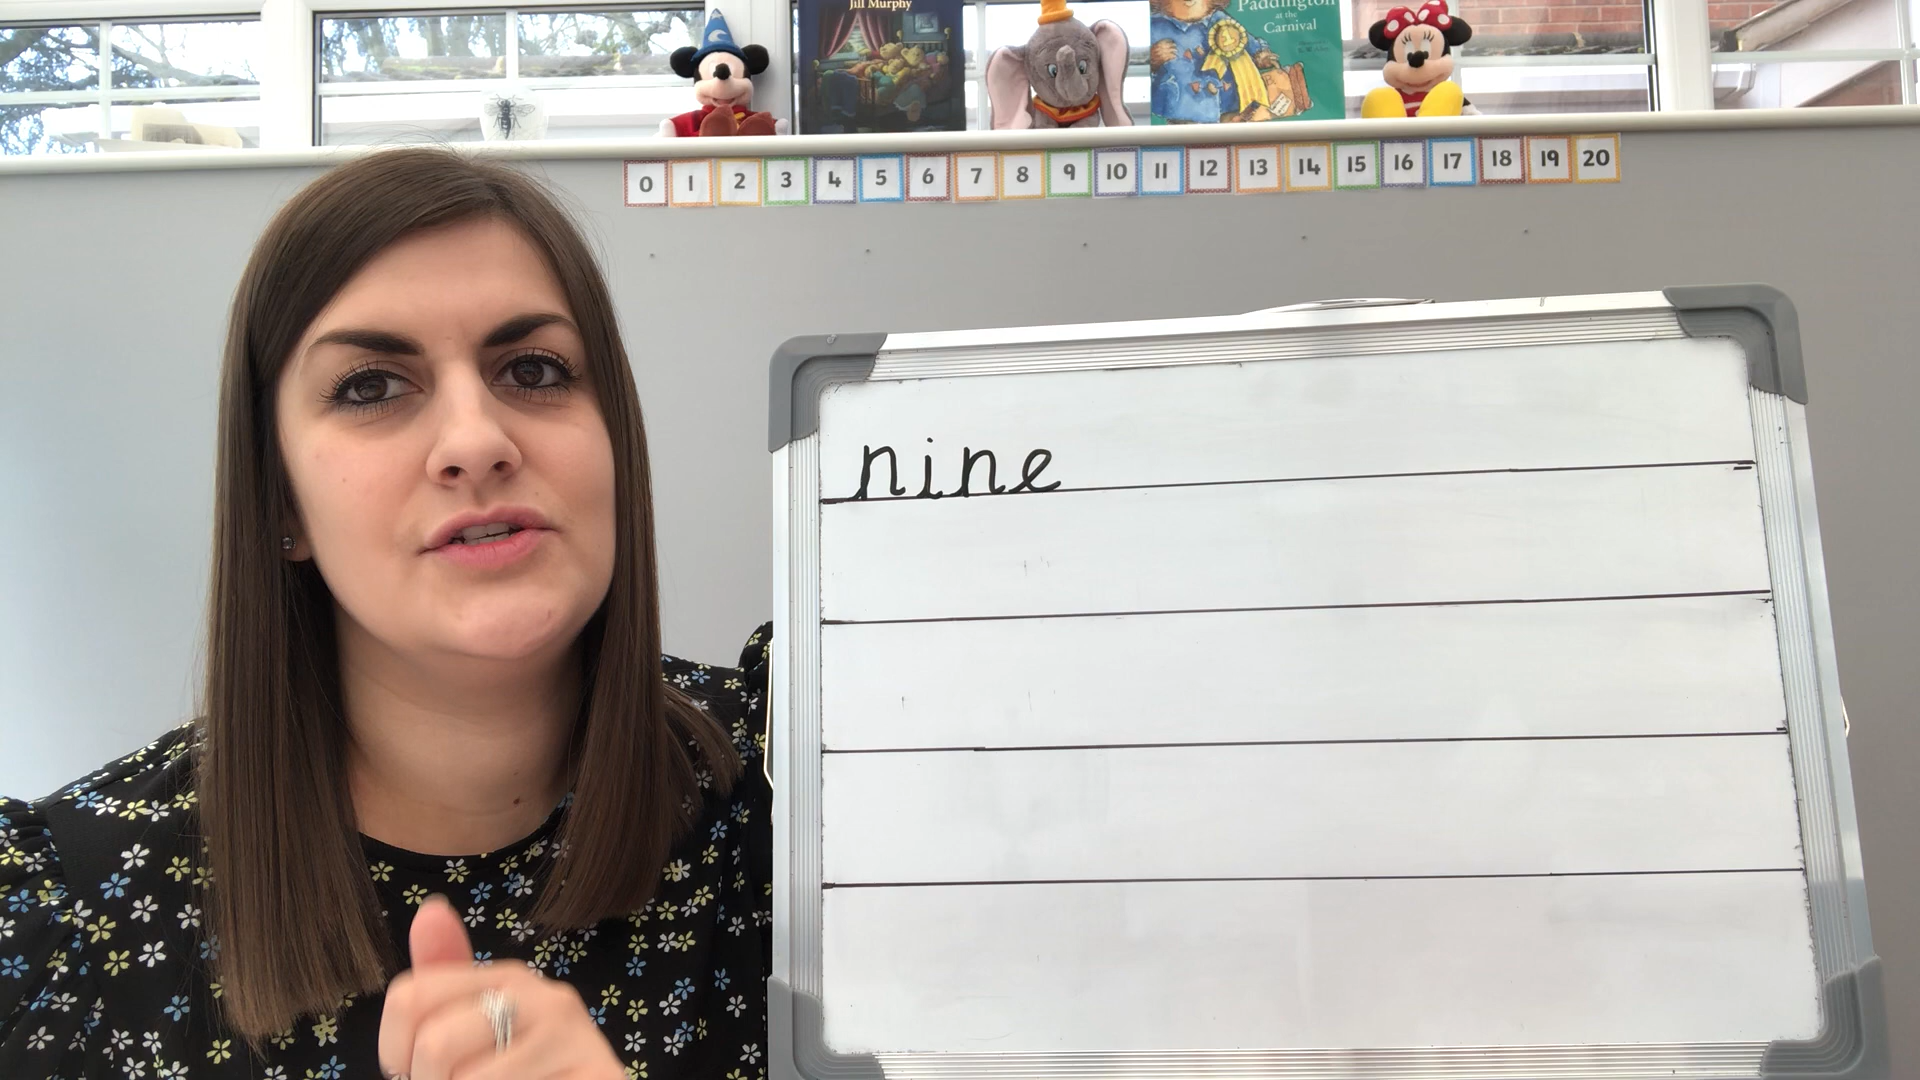 Jill Murphy
Paddington
at the
Carnival
0 1 2 3 4 5 6 7 8 9 10 11 12 13 14 15 16 17 18 19 20
nine